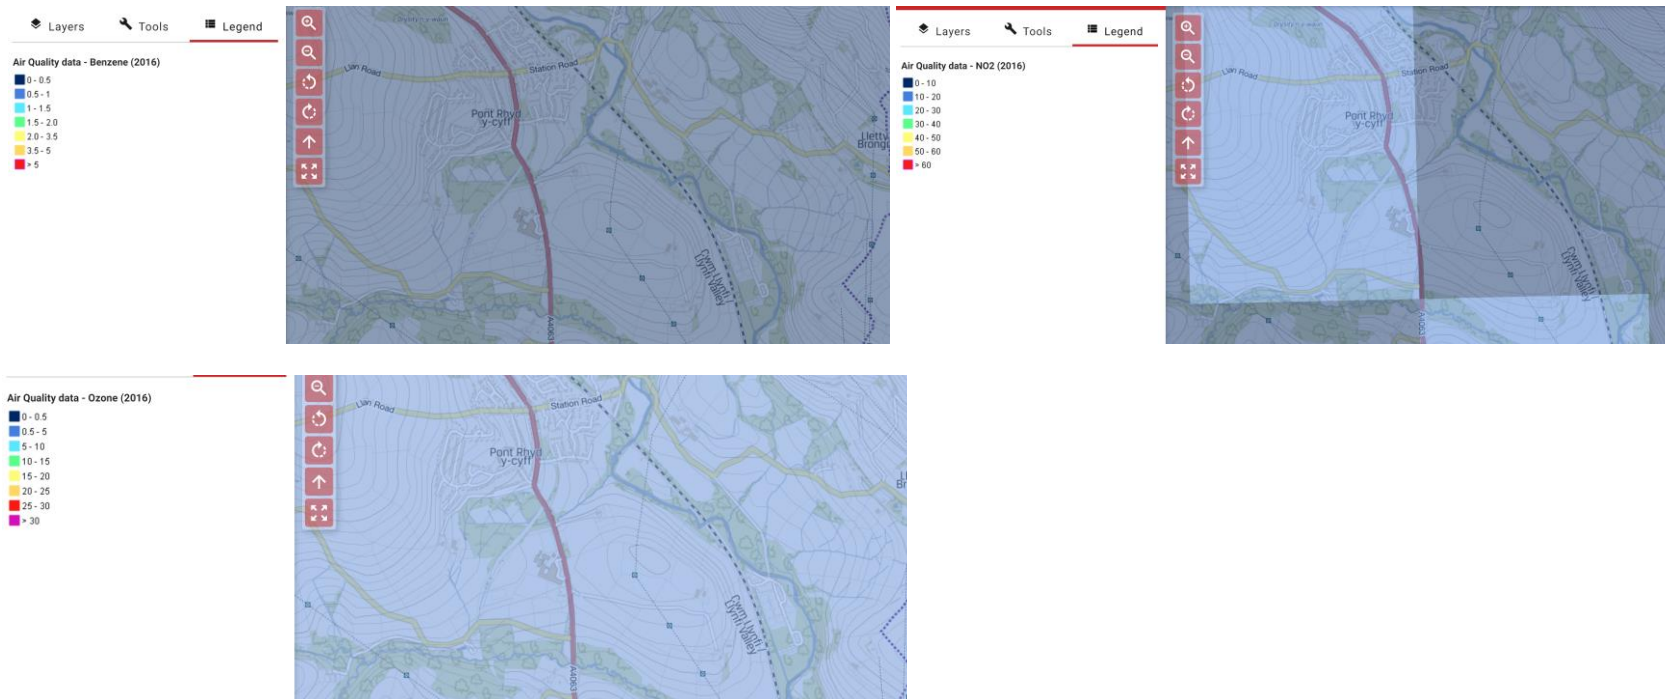 Layers Tools Legend
Air Quality data - Benzene (2016)
0 - 0.5
0.5 - 1
1 - 1.5
1.5 - 2.0
2.0 - 3.5
3.5 - 5
> 5
Llan Road
Station Road
Pont Rhyd
y-cyff
Cwm Llynfi /
Llynfi Valley
A4063
Layers Tools Legend
Air Quality data - NO2 (2016)
0 - 10
10 - 20
20 - 30
30 - 40
40 - 50
50 - 60
> 60
Llan Road
Station Road
Pont Rhyd
y-cyff
Lletty
Cwm Llynfi /
Llynfi Valley
A4063
Air Quality data - Ozone (2016)
0 - 0.5
0.5 - 5
5 - 10
10 - 15
15 - 20
20 - 25
25 - 30
> 30
Llan Road
Station Road
Pont Rhyd
y-cyff
Cwm Llynfi /
Llynfi Valley
A4063